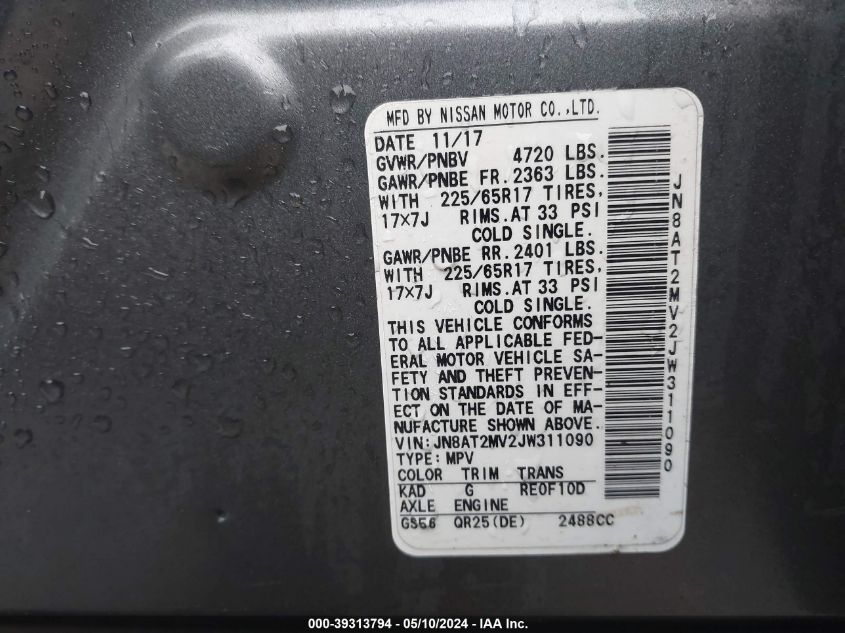 MFD BY NISSAN MOTOR CO.,LTD.
DATE 11/17
GVWR/PNBV 4720 LBS.
GAWR/PNBE FR. 2363 LBS.
WITH 225/65R17 TIRES,
17×7J RIMS.AT 33 PSI
COLD SINGLE.
GAWR/PNBE RR. 2401 LBS.
WITH 225/65R17 TIRES,
17×7J RIMS.AT 33 PSI
COLD SINGLE.
THIS VEHICLE CONFORMS
TO ALL APPLICABLE FED-
ERAL MOTOR VEHICLE SA-
FETY AND THEFT PREVEN-
TION STANDARDS IN EFF-
ECT ON THE DATE OF MA-
NUFACTURE SHOWN ABOVE.
VIN:JN8AT2MV2JW311090
TYPE:MPV
COLOR TRIM TRANS
KAD G RE0F10D
AXLE ENGINE
QR25(DE) 2488CC
JN8AT2MV2JW311090
000-39313794 — 05/10/2024 — IAA Inc.